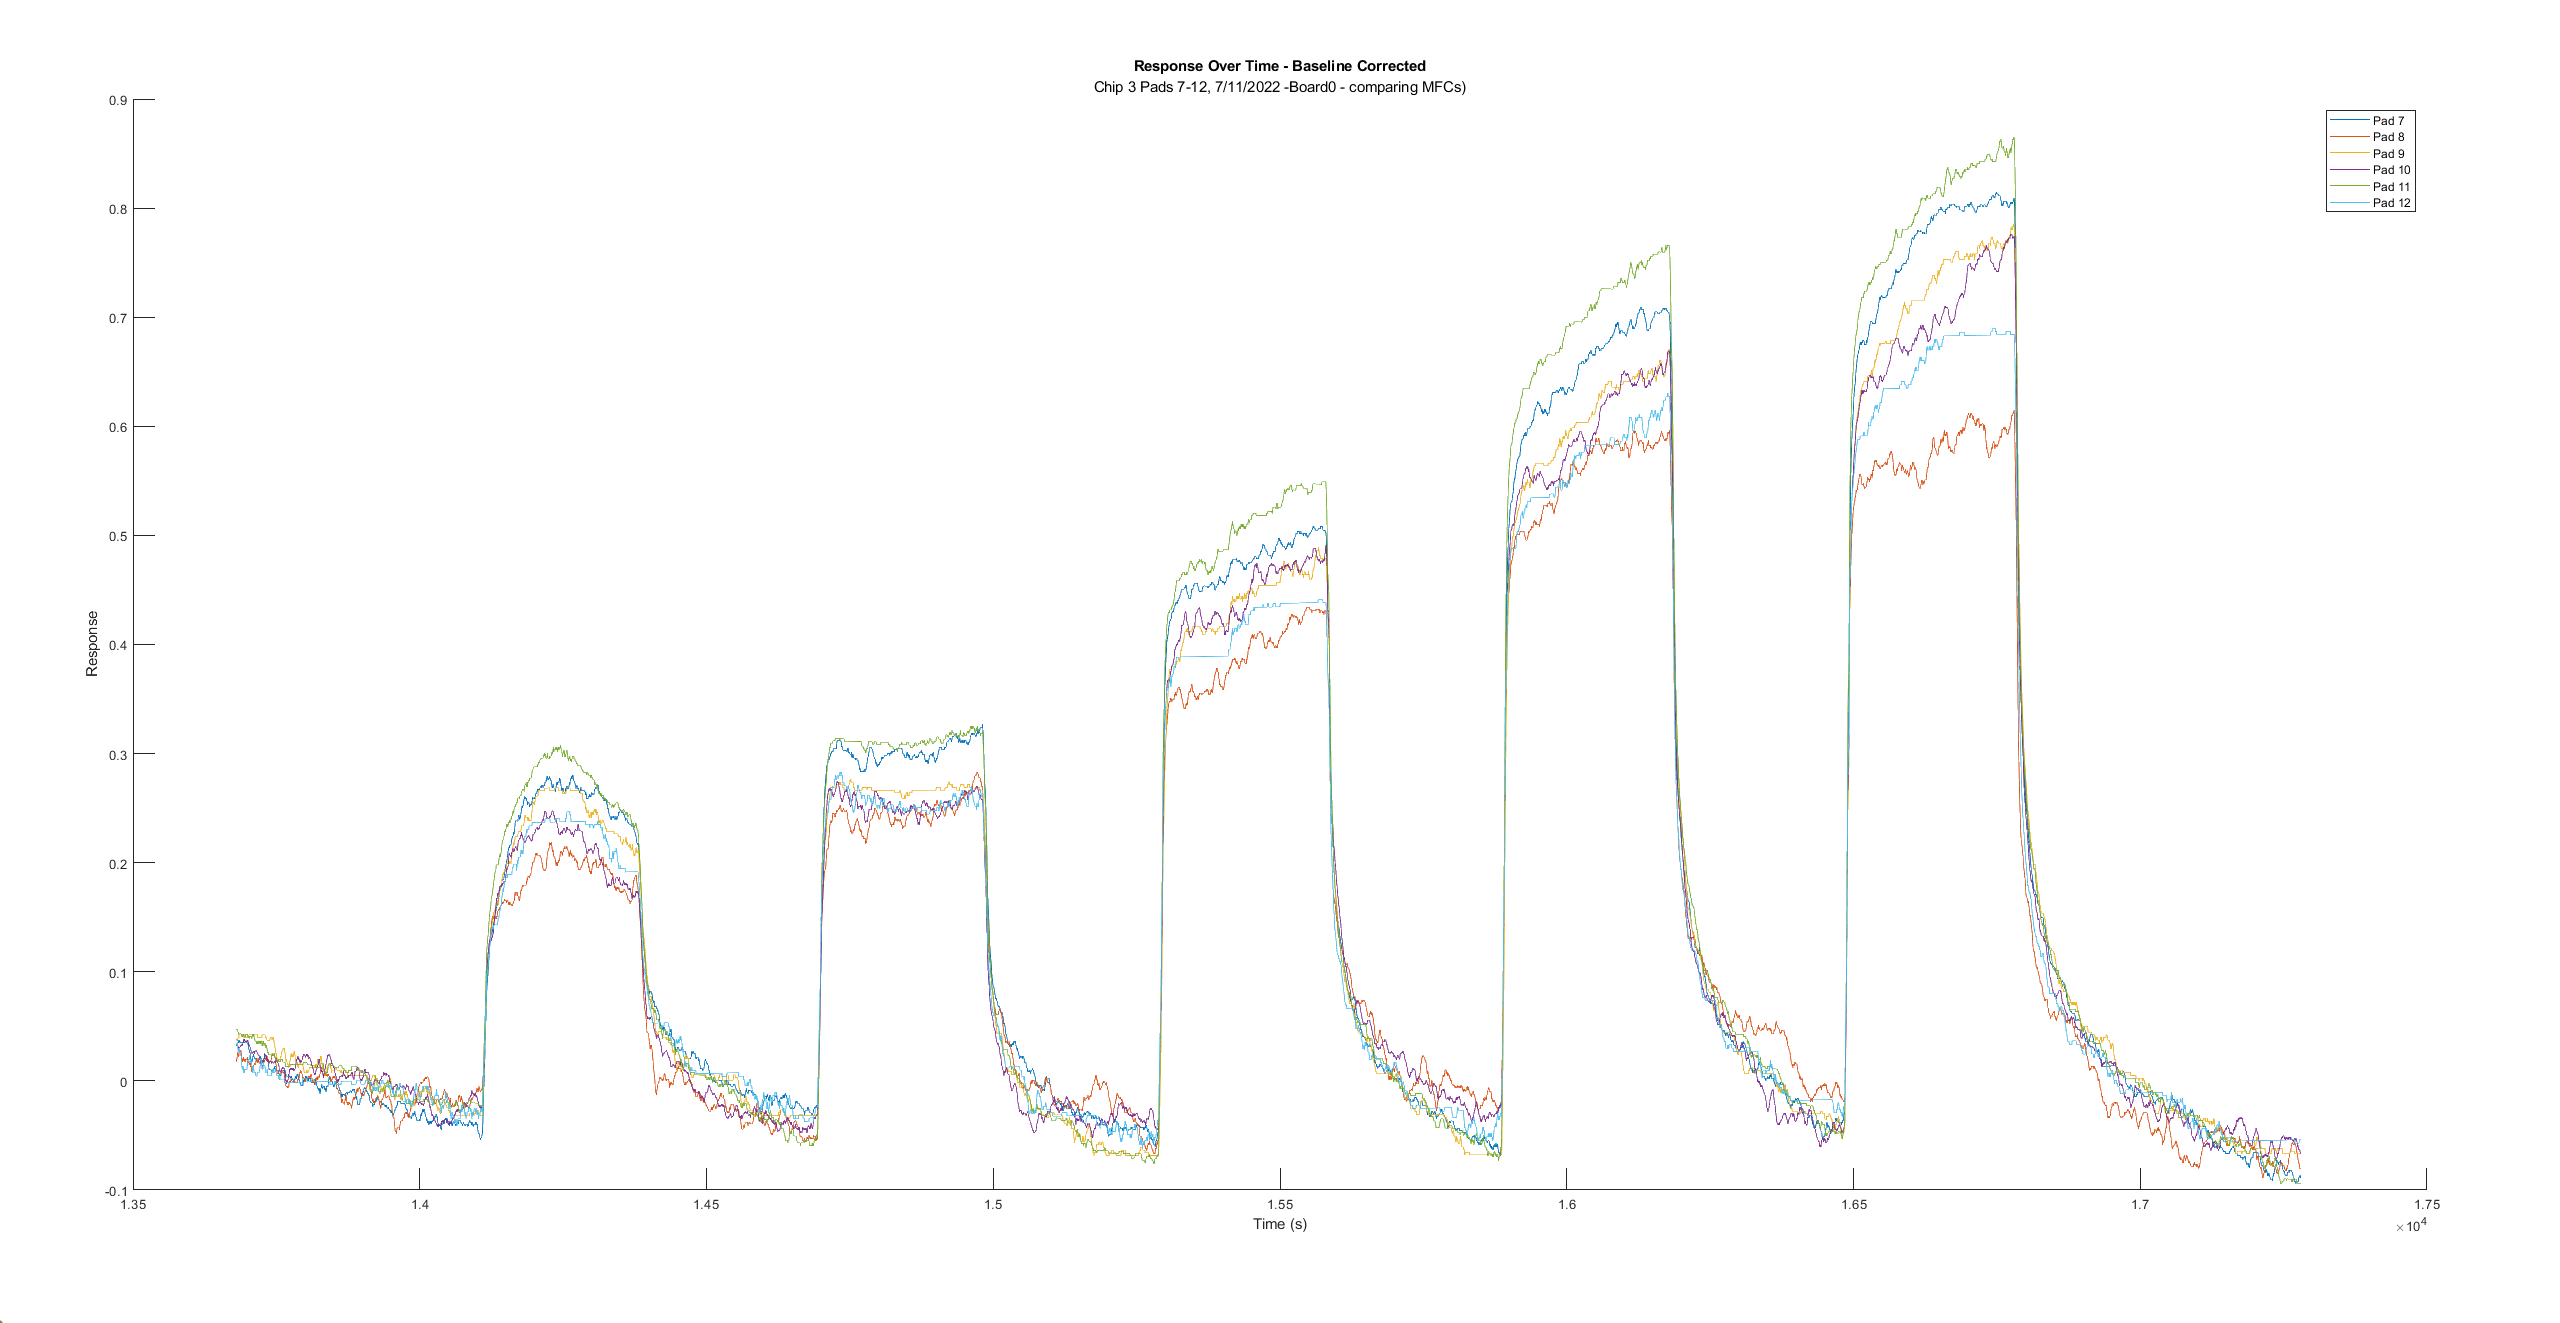 Response Over Time - Baseline Corrected
Chip 3 Pads 7-12, 7/11/2022 -Board0 - comparing MFCs)
0.9
0.8
0.7
0.6
0.5
0.4
0.3
0.2
0.1
0
-0.1
Response
Pad 7
Pad 8
Pad 9
Pad 10
Pad 11
Pad 12
1.35 1.4 1.45 1.5 1.55 1.6 1.65 1.7 1.75
Time (s)
×10⁴